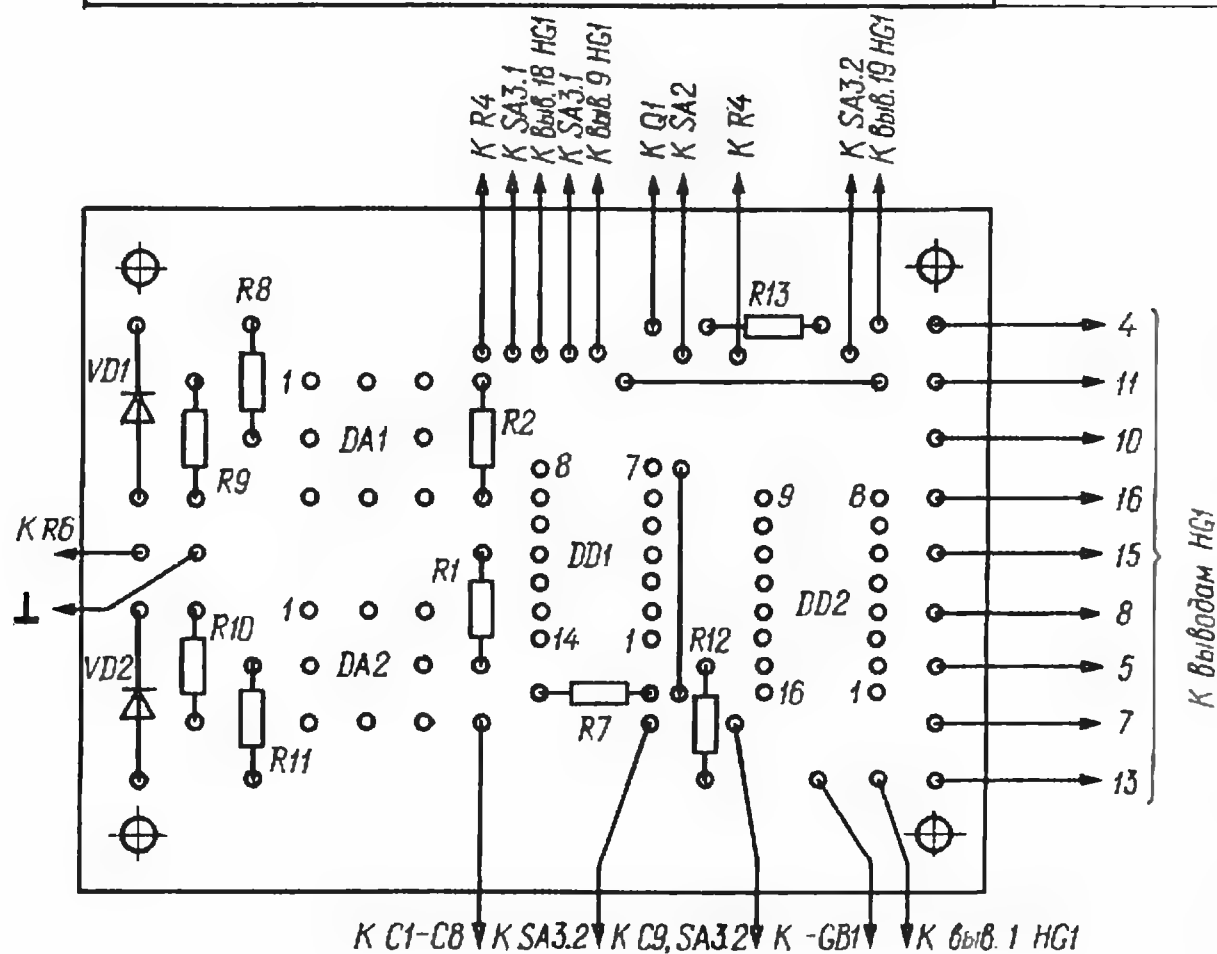 К R4
К SA3.1
К выв. 18 HG1
К SA3.1
К выв. 9 HG1
К Q1
К SA2
К R4
К SA3.2
К выв. 19 HG1
R8
R13
4
VD1
1
11
DA1
R2
10
R9
8
7
9
8
16
К R6
DD1
15
R1
⊥
1
DD2
8
R10
14
1
R12
VD2
DA2
5
16
1
R11
R7
7
13
К выводам HG1
К C1-C8
К SA3.2
К C9, SA3.2
К -GB1
К выв. 1 HG1